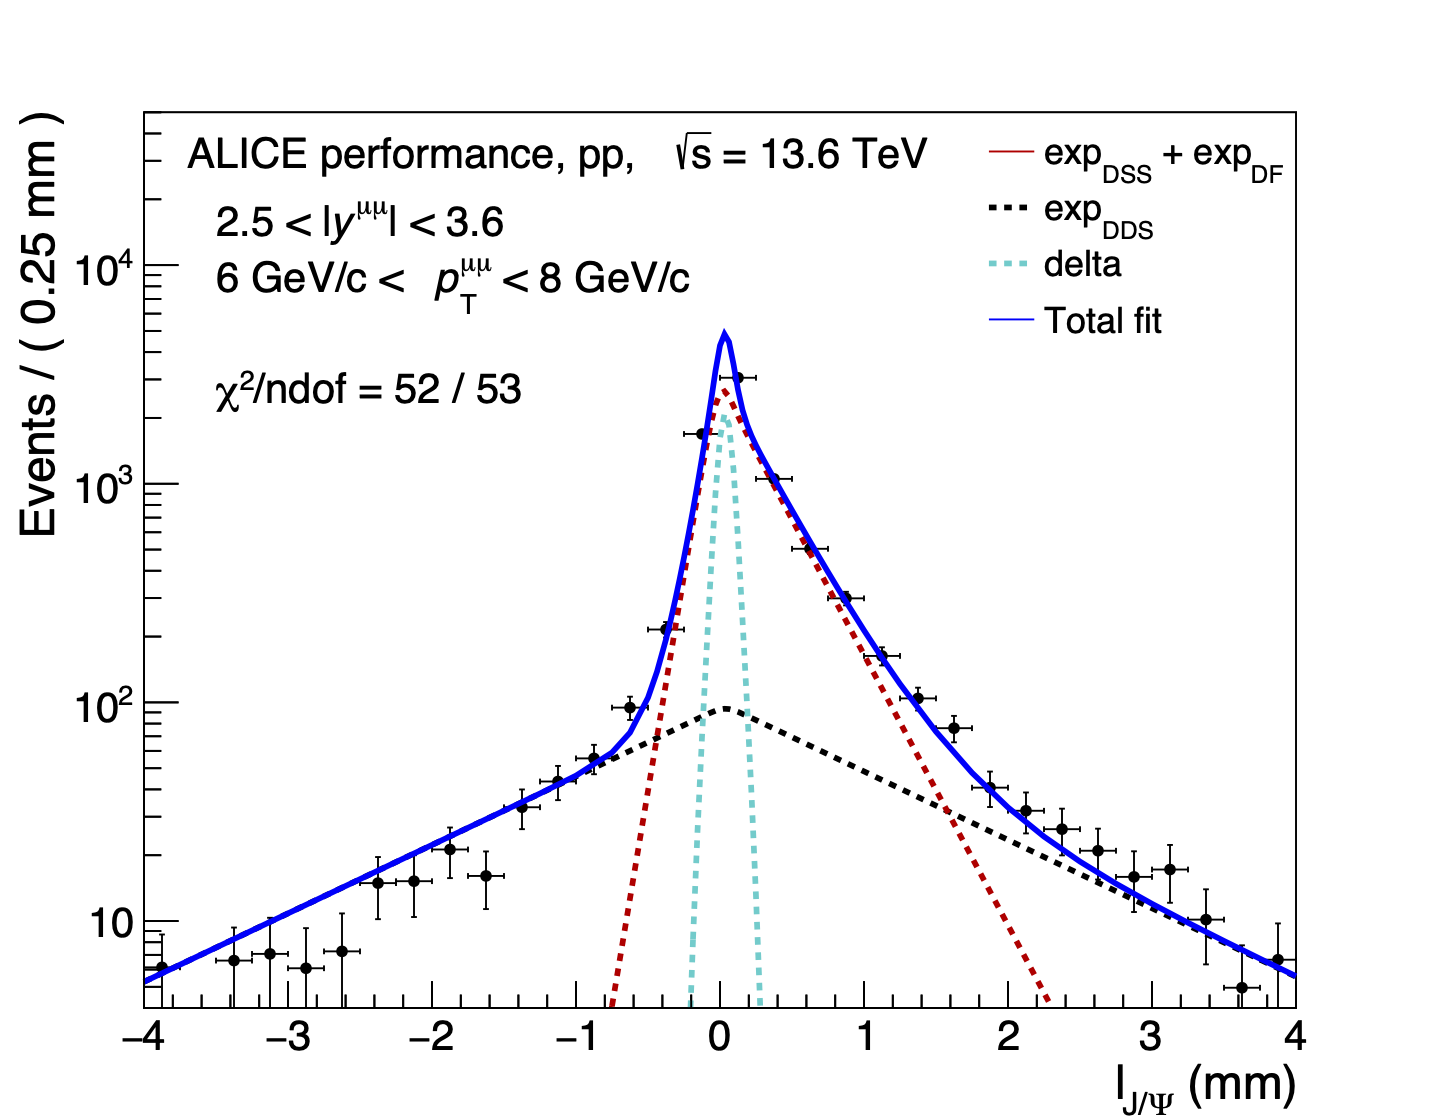 ALICE performance, pp, √s = 13.6 TeV
2.5 < |y^μμ| < 3.6
6 GeV/c < p_T^μμ < 8 GeV/c
χ²/ndof = 52 / 53
exp_DSS + exp_DF
exp_DDS
delta
Total fit
Events / ( 0.25 mm )
10⁴
10³
10²
10
−4 −3 −2 −1 0 1 2 3 4
l_J/Ψ (mm)